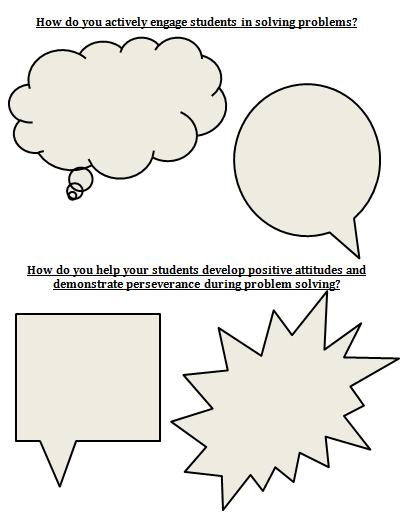 How do you actively engage students in solving problems?
How do you help your students develop positive attitudes and
demonstrate perseverance during problem solving?